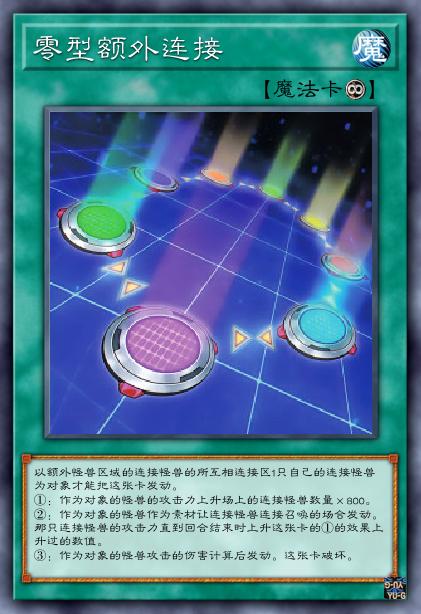 零型额外连接
魔
【魔法卡♾】
以额外怪兽区域的连接怪兽的所互相连接区1只自己的连接怪兽
为对象才能把这张卡发动。
①：作为对象的怪兽的攻击力上升场上的连接怪兽数量×800。
②：作为对象的怪兽作为素材让连接怪兽连接召唤的场合发动。
那只连接怪兽的攻击力直到回合结束时上升这张卡的①的效果上
升过的数值。
③：作为对象的怪兽攻击的伤害计算后发动。这张卡破坏。